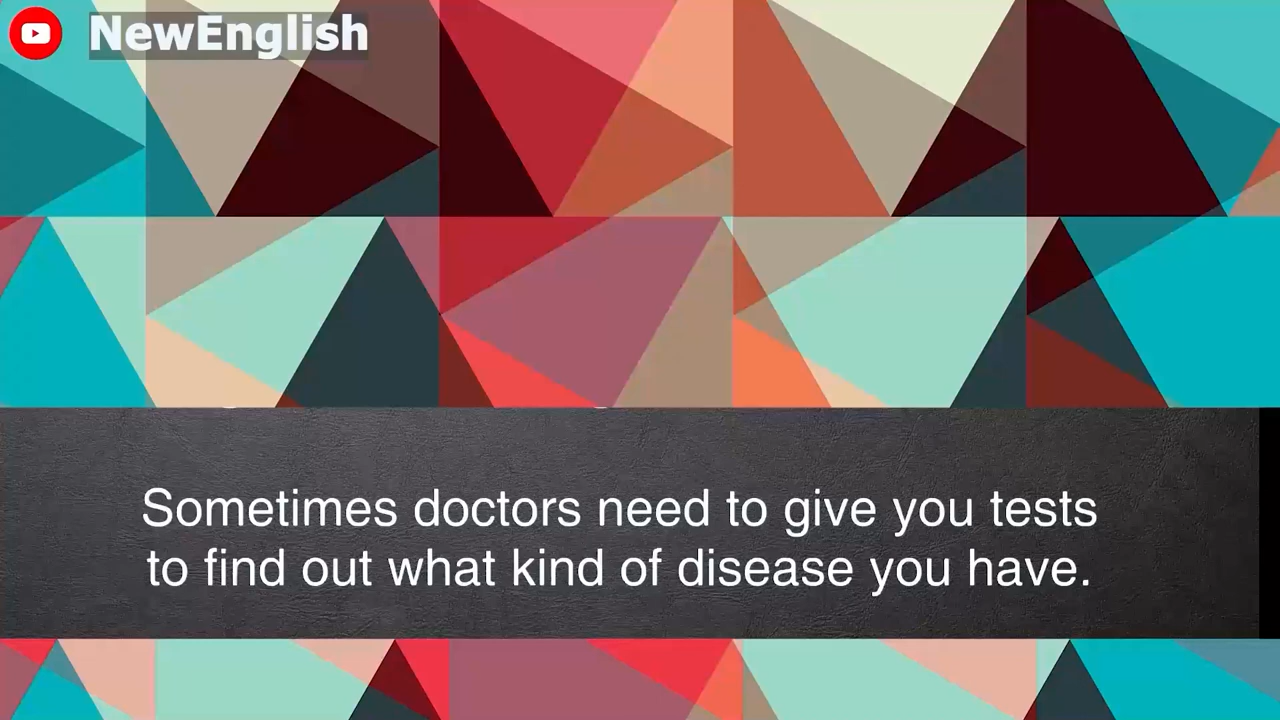 NewEnglish
Sometimes doctors need to give you tests
to find out what kind of disease you have.